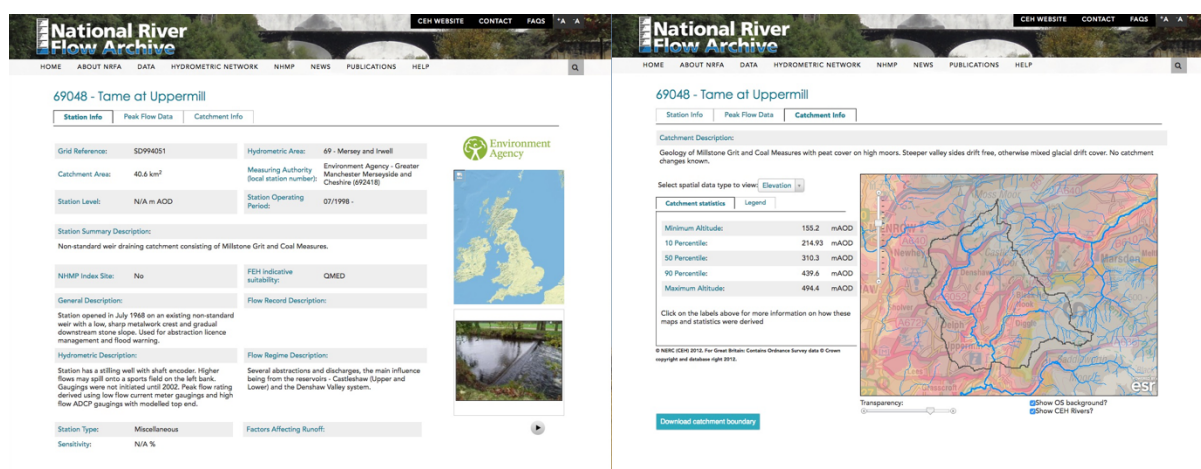 CEH WEBSITE CONTACT FAQS +A -A
National River
Flow Archive
HOME ABOUT NRFA DATA HYDROMETRIC NETWORK NHMP NEWS PUBLICATIONS HELP
69048 - Tame at Uppermill
Station Info Peak Flow Data Catchment Info
Environment
Agency
Grid Reference: SD994051 Hydrometric Area: 69 - Mersey and Irwell
Catchment Area: 40.6 km² Measuring Authority (local station number): Environment Agency - Greater Manchester Merseyside and Cheshire (692418)
Station Level: N/A m AOD Station Operating Period: 07/1998 -
Station Summary Description:
Non-standard weir draining catchment consisting of Millstone Grit and Coal Measures.
NHMP Index Site: No FEH indicative suitability: QMED
General Description: Flow Record Description:
Station opened in July 1968 on an existing non-standard
weir with a low, sharp metalwork crest and gradual
downstream stone slope. Used for abstraction licence
management and flood warning.
Hydrometric Description: Flow Regime Description:
Station has a stilling well with shaft encoder. Higher
flows may spill onto a sports field on the left bank.
Gaugings were not initiated until 2002. Peak flow rating
derived using low flow current meter gaugings and high
flow ADCP gaugings with modelled top end.
Several abstractions and discharges, the main influence
being from the reservoirs - Castleshaw (Upper and
Lower) and the Denshaw Valley system.
Station Type: Miscellaneous Factors Affecting Runoff:
Sensitivity: N/A %
CEH WEBSITE CONTACT FAQS +A -A
National River
Flow Archive
HOME ABOUT NRFA DATA HYDROMETRIC NETWORK NHMP NEWS PUBLICATIONS HELP
69048 - Tame at Uppermill
Station Info Peak Flow Data Catchment Info
Catchment Description:
Geology of Millstone Grit and Coal Measures with peat cover on high moors. Steeper valley sides drift free, otherwise mixed glacial drift cover. No catchment
changes known.
Select spatial data type to view: Elevation
Catchment statistics Legend
Minimum Altitude: 155.2 mAOD
10 Percentile: 214.93 mAOD
50 Percentile: 310.3 mAOD
90 Percentile: 439.6 mAOD
Maximum Altitude: 494.4 mAOD
Click on the labels above for more information on how these
maps and statistics were derived
© NERC (CEH) 2012. For Great Britain: Contains Ordnance Survey data © Crown
copyright and database right 2012.
Denshaw
Marsden
Delph
Diggle
esri
Transparency:
Show OS background?
Show CEH Rivers?
Download catchment boundary